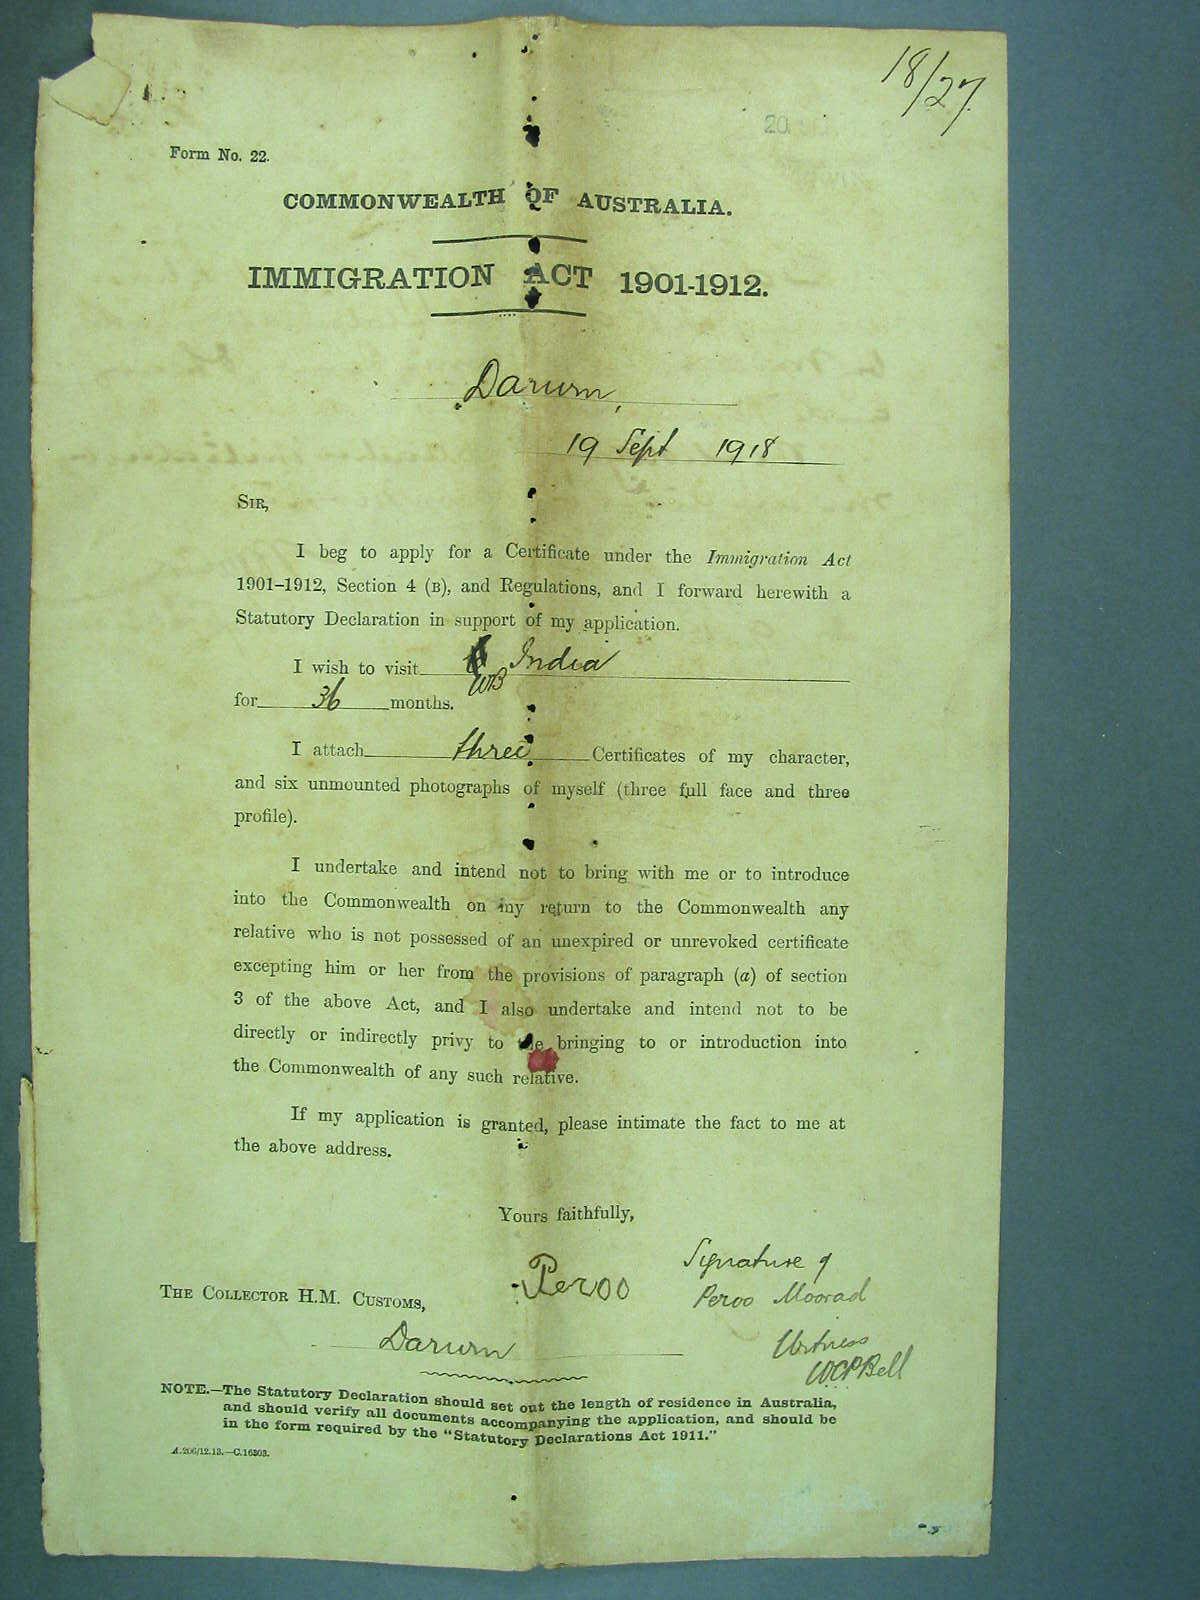 18/27
20
Form No. 22.
COMMONWEALTH OF AUSTRALIA.
IMMIGRATION ACT 1901-1912.
Darwin,
19 Sept 1918
SIR,
I beg to apply for a Certificate under the Immigration Act
1901–1912, Section 4 (B), and Regulations, and I forward herewith a
Statutory Declaration in support of my application.
I wish to visit India
WB
for 36 months.
I attach three Certificates of my character,
and six unmounted photographs of myself (three full face and three
profile).
I undertake and intend not to bring with me or to introduce
into the Commonwealth on my return to the Commonwealth any
relative who is not possessed of an unexpired or unrevoked certificate
excepting him or her from the provisions of paragraph (a) of section
3 of the above Act, and I also undertake and intend not to be
directly or indirectly privy to the bringing to or introduction into
the Commonwealth of any such relative.
If my application is granted, please intimate the fact to me at
the above address.
Yours faithfully,
Peroo
Signature of
Peroo Moorad
THE COLLECTOR H.M. CUSTOMS,
Darwin
Witness
WCPBell
NOTE.—The Statutory Declaration should set out the length of residence in Australia,
and should verify all documents accompanying the application, and should be
in the form required by the "Statutory Declarations Act 1911."
A.206/12.13.—C.16303.